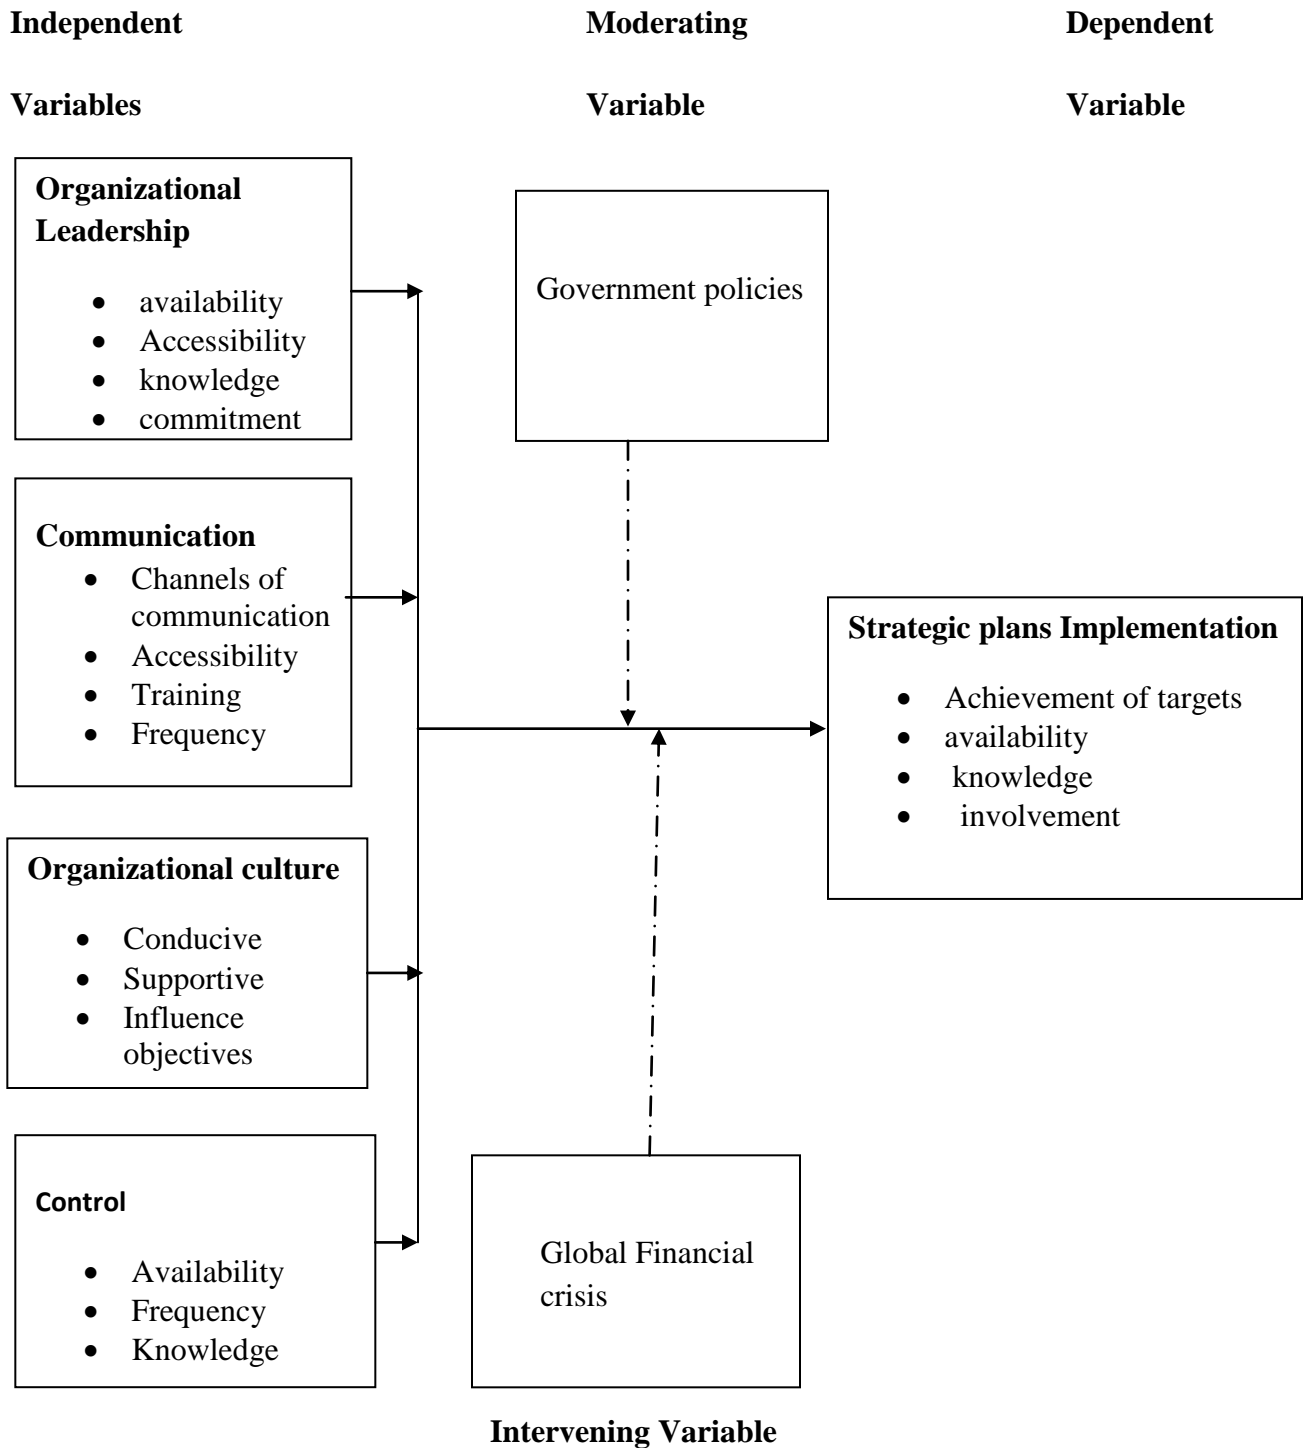 Independent
Variables
Moderating
Variable
Dependent
Variable
Organizational
Leadership
• availability
• Accessibility
• knowledge
• commitment
Government policies
Communication
• Channels of
communication
• Accessibility
• Training
• Frequency
Strategic plans Implementation
• Achievement of targets
• availability
• knowledge
• involvement
Organizational culture
• Conducive
• Supportive
• Influence
objectives
Control
• Availability
• Frequency
• Knowledge
Global Financial
crisis
Intervening Variable